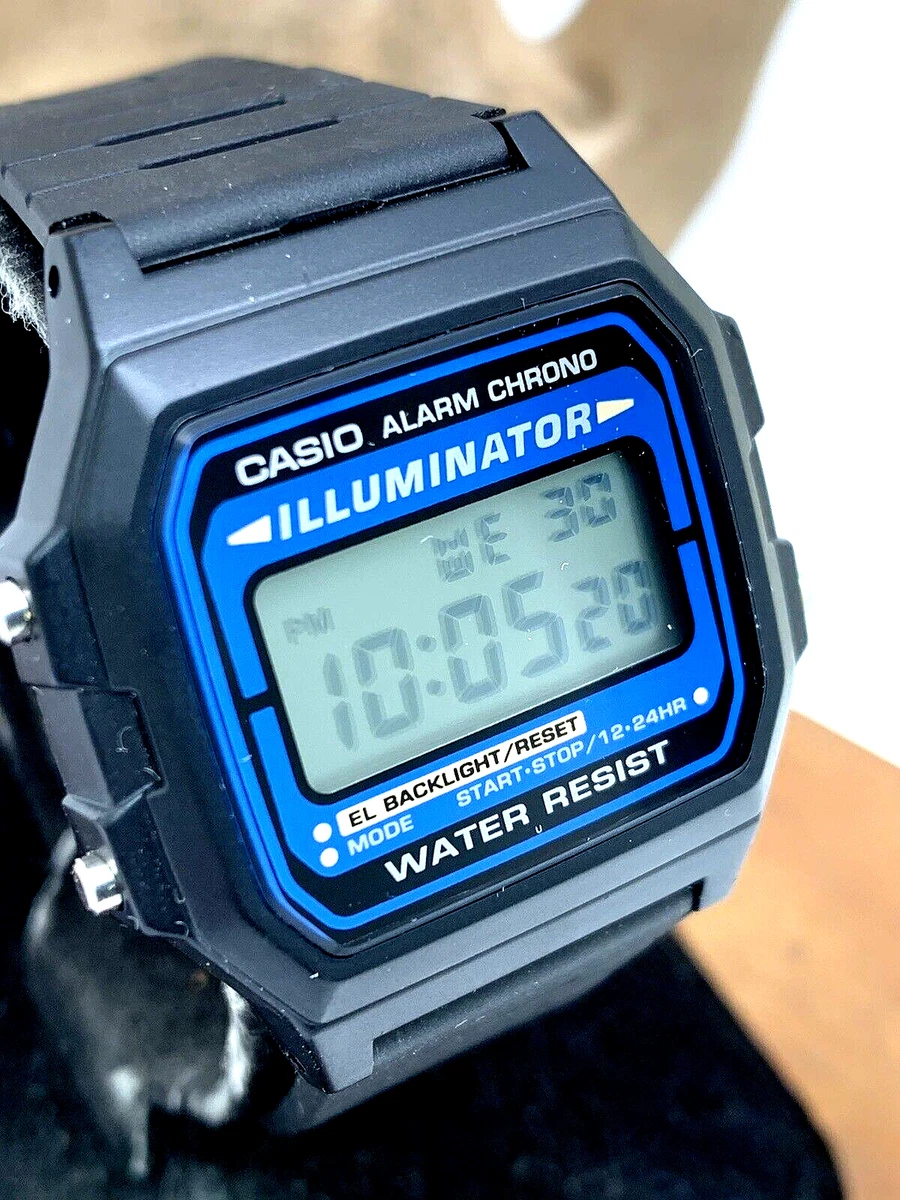 CASIO ALARM CHRONO
ILLUMINATOR
WE 30
PM
10:05 20
EL BACKLIGHT/RESET
MODE START•STOP/12•24HR
WATER RESIST
U